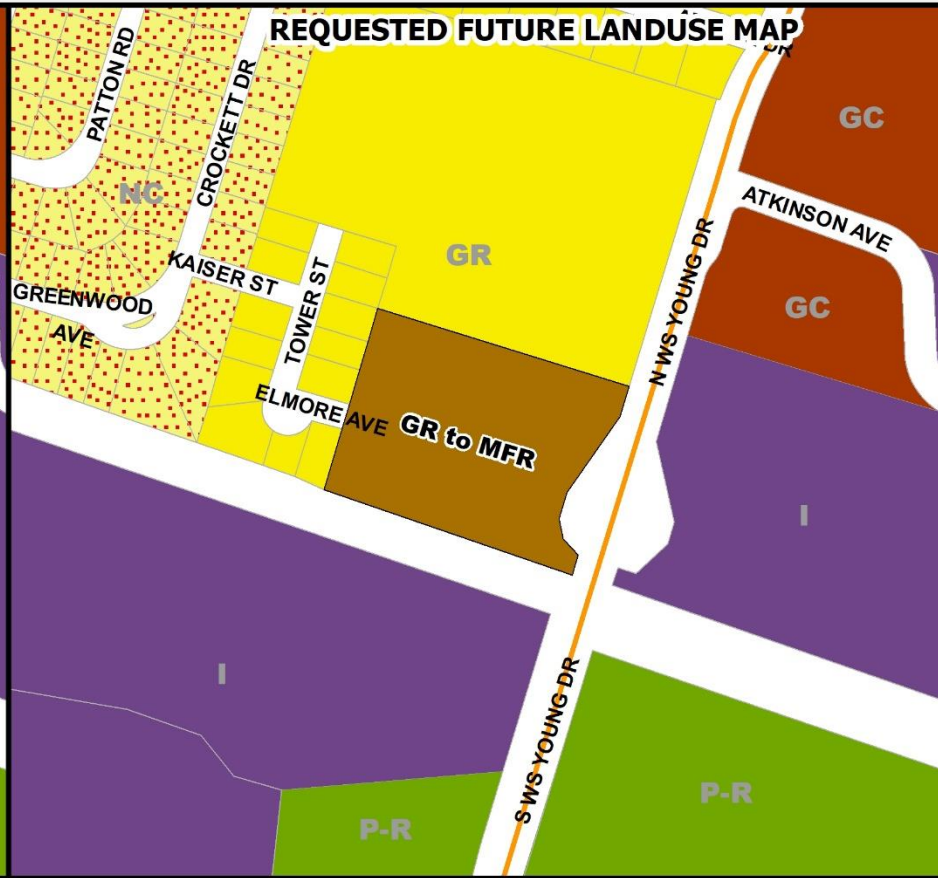 REQUESTED FUTURE LANDUSE MAP
DR
PATTON RD
CROCKETT DR
GC
NC
ATKINSON AVE
KAISER ST
GR
GREENWOOD
AVE
TOWER ST
N WS YOUNG DR
GC
ELMORE AVE
GR to MFR
I
I
S WS YOUNG DR
P-R
P-R